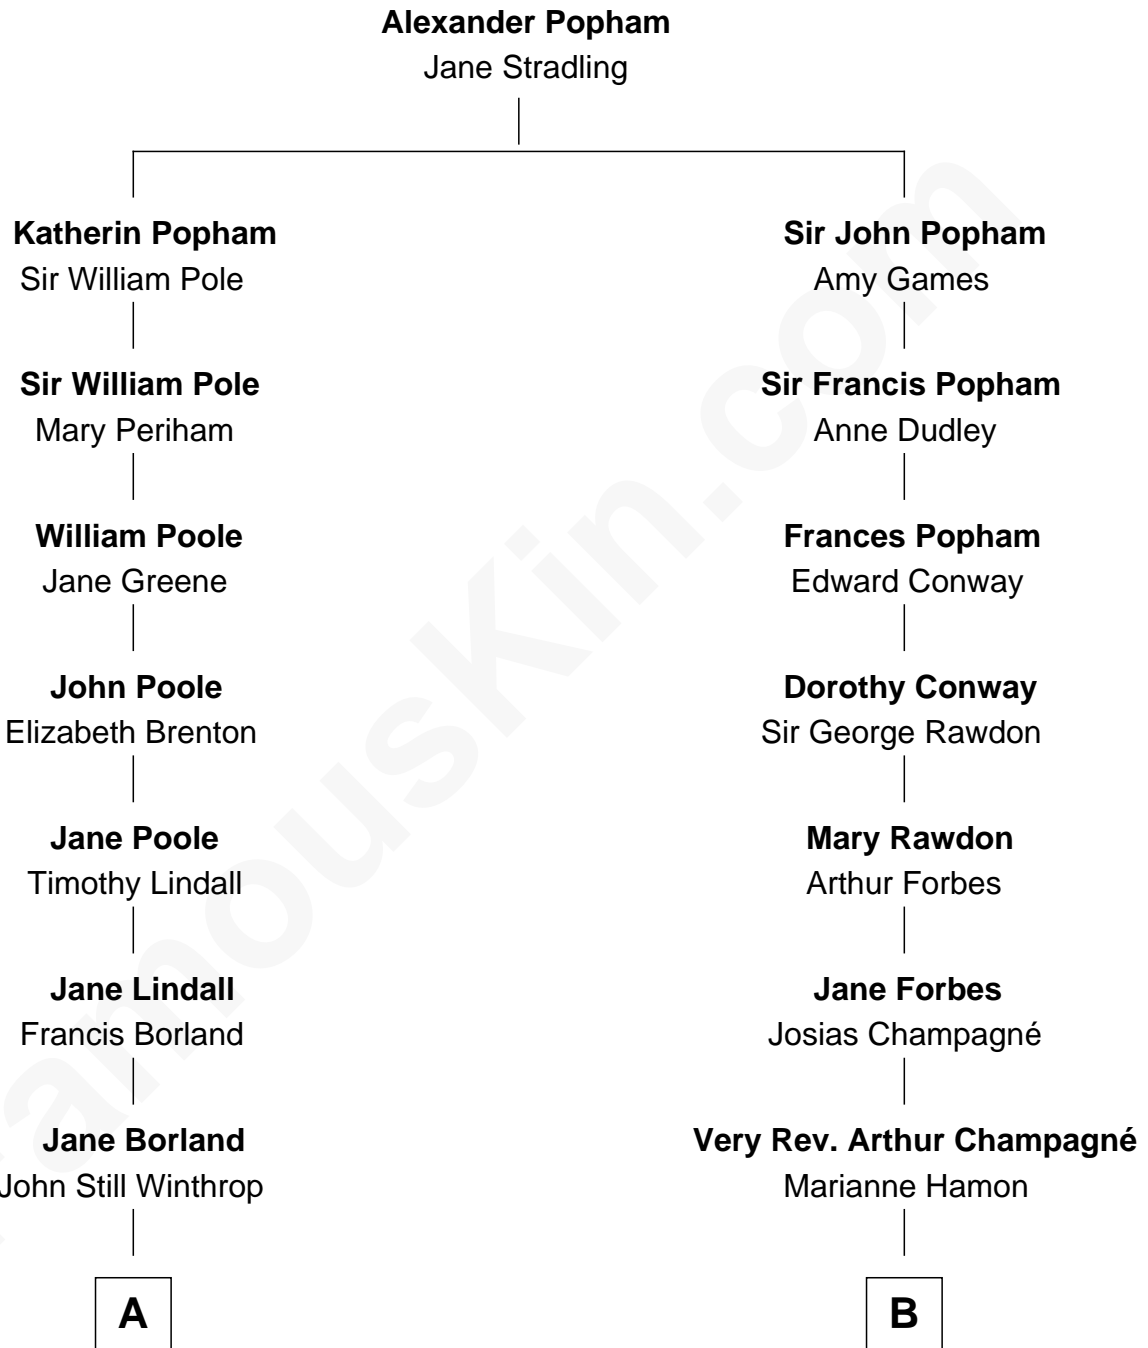 Alexander Popham
Jane Stradling
Katherin Popham
Sir William Pole
Sir John Popham
Amy Games
Sir William Pole
Mary Periham
Sir Francis Popham
Anne Dudley
William Poole
Jane Greene
Frances Popham
Edward Conway
John Poole
Elizabeth Brenton
Dorothy Conway
Sir George Rawdon
Jane Poole
Timothy Lindall
Mary Rawdon
Arthur Forbes
Jane Lindall
Francis Borland
Jane Forbes
Josias Champagné
Jane Borland
John Still Winthrop
Very Rev. Arthur Champagné
Marianne Hamon
A
B
FamousKin.com